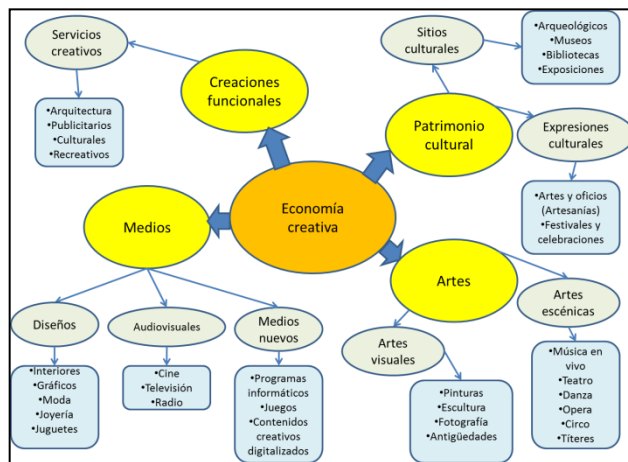 Servicios
creativos
•Arquitectura
•Publicitarios
•Culturales
•Recreativos
Creaciones
funcionales
Sitios
culturales
•Arqueológicos
•Museos
•Bibliotecas
•Exposiciones
Patrimonio
cultural
Expresiones
culturales
•Artes y oficios
(Artesanías)
•Festivales y
celebraciones
Economía
creativa
Medios
Diseños
•Interiores
•Gráficos
•Moda
•Joyería
•Juguetes
Audiovisuales
•Cine
•Televisión
•Radio
Medios
nuevos
•Programas
informáticos
•Juegos
•Contenidos
creativos
digitalizados
Artes
Artes
visuales
•Pinturas
•Escultura
•Fotografía
•Antigüedades
Artes
escénicas
•Música en
vivo
•Teatro
•Danza
•Opera
•Circo
•Títeres